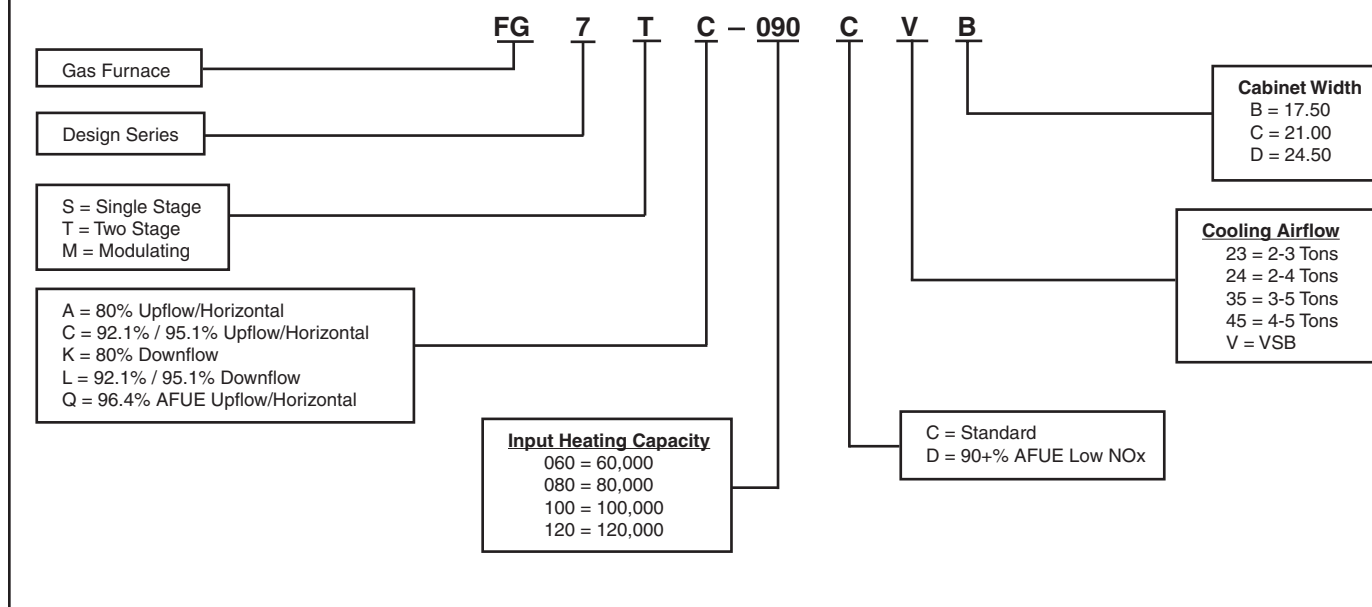 FG 7 T C – 090 C V B
Gas Furnace
Design Series
S = Single Stage
T = Two Stage
M = Modulating
A = 80% Upflow/Horizontal
C = 92.1% / 95.1% Upflow/Horizontal
K = 80% Downflow
L = 92.1% / 95.1% Downflow
Q = 96.4% AFUE Upflow/Horizontal
Input Heating Capacity
060 = 60,000
080 = 80,000
100 = 100,000
120 = 120,000
C = Standard
D = 90+% AFUE Low NOx
Cooling Airflow
23 = 2-3 Tons
24 = 2-4 Tons
35 = 3-5 Tons
45 = 4-5 Tons
V = VSB
Cabinet Width
B = 17.50
C = 21.00
D = 24.50